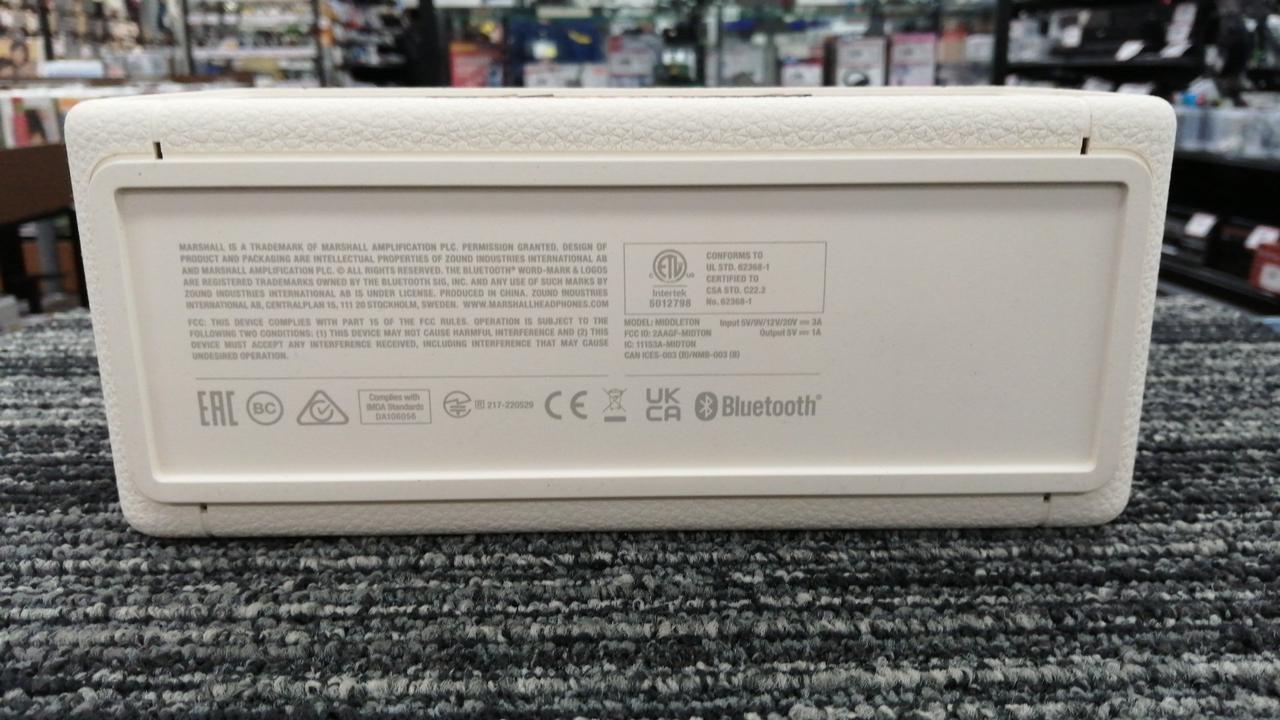 MARSHALL IS A TRADEMARK OF MARSHALL AMPLIFICATION PLC. PERMISSION GRANTED. DESIGN OF
PRODUCT AND PACKAGING ARE INTELLECTUAL PROPERTIES OF ZOUND INDUSTRIES INTERNATIONAL AB
AND MARSHALL AMPLIFICATION PLC. © ALL RIGHTS RESERVED. THE BLUETOOTH® WORD-MARK & LOGOS
ARE REGISTERED TRADEMARKS OWNED BY THE BLUETOOTH SIG, INC. AND ANY USE OF SUCH MARKS BY
ZOUND INDUSTRIES INTERNATIONAL AB IS UNDER LICENSE. PRODUCED IN CHINA. ZOUND INDUSTRIES
INTERNATIONAL AB, CENTRALPLAN 15, 111 20 STOCKHOLM, SWEDEN. WWW.MARSHALLHEADPHONES.COM
FCC: THIS DEVICE COMPLIES WITH PART 15 OF THE FCC RULES. OPERATION IS SUBJECT TO THE
FOLLOWING TWO CONDITIONS: (1) THIS DEVICE MAY NOT CAUSE HARMFUL INTERFERENCE AND (2) THIS
DEVICE MUST ACCEPT ANY INTERFERENCE RECEIVED, INCLUDING INTERFERENCE THAT MAY CAUSE
UNDESIRED OPERATION.
C ETL US
Intertek
5012798
CONFORMS TO
UL STD. 62368-1
CERTIFIED TO
CSA STD. C22.2
No. 62368-1
MODEL: MIDDLETON Input 5V/9V/12V/20V ⎓ 3A
FCC ID: 2AAGF-MIDTON Output 5V ⎓ 1A
IC: 11153A-MIDTON
CAN ICES-003 (B)/NMB-003 (B)
EAC
BC
Complies with
IMDA Standards
DA106056
R 217-220529
CE
UK
CA
Bluetooth®